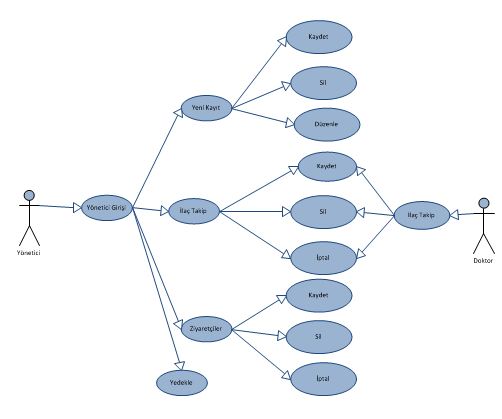 Kaydet
Sil
Yeni Kayıt
Düzenle
Kaydet
Yönetici Girişi
İlaç Takip
Sil
İlaç Takip
Yönetici
Doktor
İptal
Kaydet
Ziyaretçiler
Sil
Yedekle
İptal